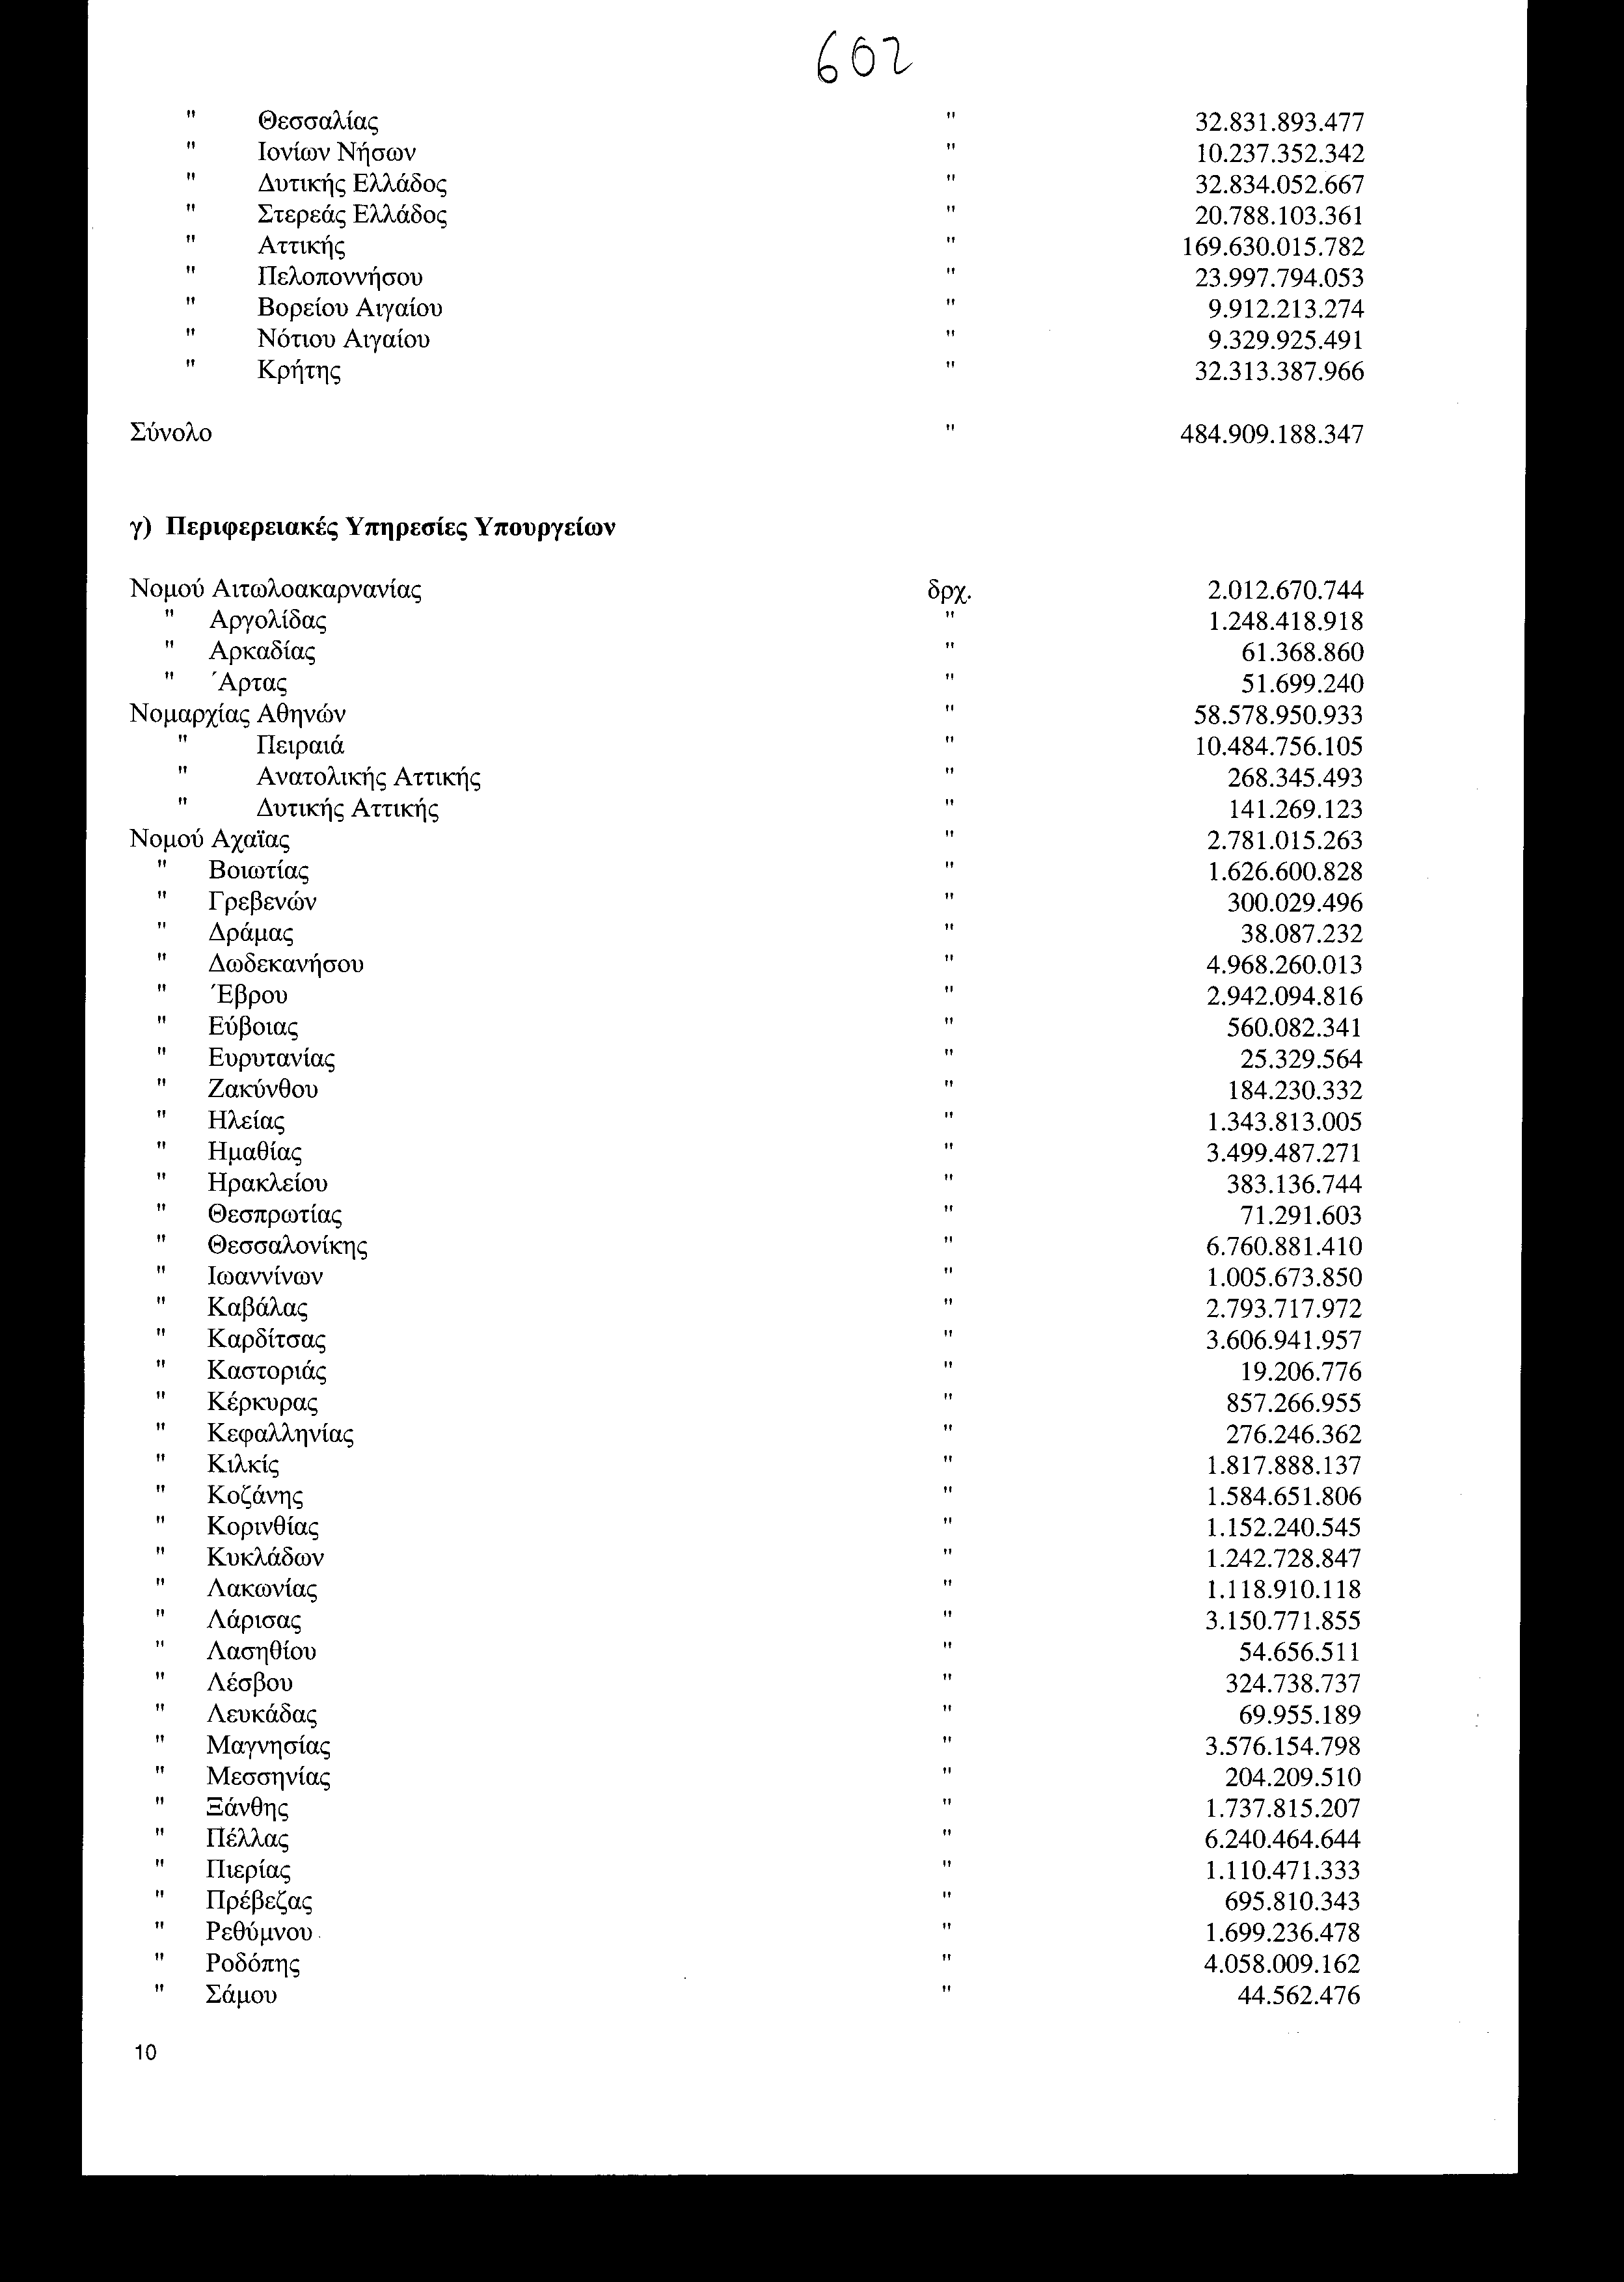 602
" Θεσσαλίας " 32.831.893.477
" Ιονίων Νήσων " 10.237.352.342
" Δυτικής Ελλάδος " 32.834.052.667
" Στερεάς Ελλάδος " 20.788.103.361
" Αττικής " 169.630.015.782
" Πελοποννήσου " 23.997.794.053
" Βορείου Αιγαίου " 9.912.213.274
" Νότιου Αιγαίου " 9.329.925.491
" Κρήτης " 32.313.387.966
Σύνολο " 484.909.188.347
γ) Περιφερειακές Υπηρεσίες Υπουργείων
Νομού Αιτωλοακαρνανίας δρχ. 2.012.670.744
" Αργολίδας " 1.248.418.918
" Αρκαδίας " 61.368.860
" Άρτας " 51.699.240
Νομαρχίας Αθηνών " 58.578.950.933
" Πειραιά " 10.484.756.105
" Ανατολικής Αττικής " 268.345.493
" Δυτικής Αττικής " 141.269.123
Νομού Αχαΐας " 2.781.015.263
" Βοιωτίας " 1.626.600.828
" Γρεβενών " 300.029.496
" Δράμας " 38.087.232
" Δωδεκανήσου " 4.968.260.013
" Έβρου " 2.942.094.816
" Εύβοιας " 560.082.341
" Ευρυτανίας " 25.329.564
" Ζακύνθου " 184.230.332
" Ηλείας " 1.343.813.005
" Ημαθίας " 3.499.487.271
" Ηρακλείου " 383.136.744
" Θεσπρωτίας " 71.291.603
" Θεσσαλονίκης " 6.760.881.410
" Ιωαννίνων " 1.005.673.850
" Καβάλας " 2.793.717.972
" Καρδίτσας " 3.606.941.957
" Καστοριάς " 19.206.776
" Κέρκυρας " 857.266.955
" Κεφαλληνίας " 276.246.362
" Κιλκίς " 1.817.888.137
" Κοζάνης " 1.584.651.806
" Κορινθίας " 1.152.240.545
" Κυκλάδων " 1.242.728.847
" Λακωνίας " 1.118.910.118
" Λάρισας " 3.150.771.855
" Λασηθίου " 54.656.511
" Λέσβου " 324.738.737
" Λευκάδας " 69.955.189
" Μαγνησίας " 3.576.154.798
" Μεσσηνίας " 204.209.510
" Ξάνθης " 1.737.815.207
" Πέλλας " 6.240.464.644
" Πιερίας " 1.110.471.333
" Πρέβεζας " 695.810.343
" Ρεθύμνου " 1.699.236.478
" Ροδόπης " 4.058.009.162
" Σάμου " 44.562.476
10